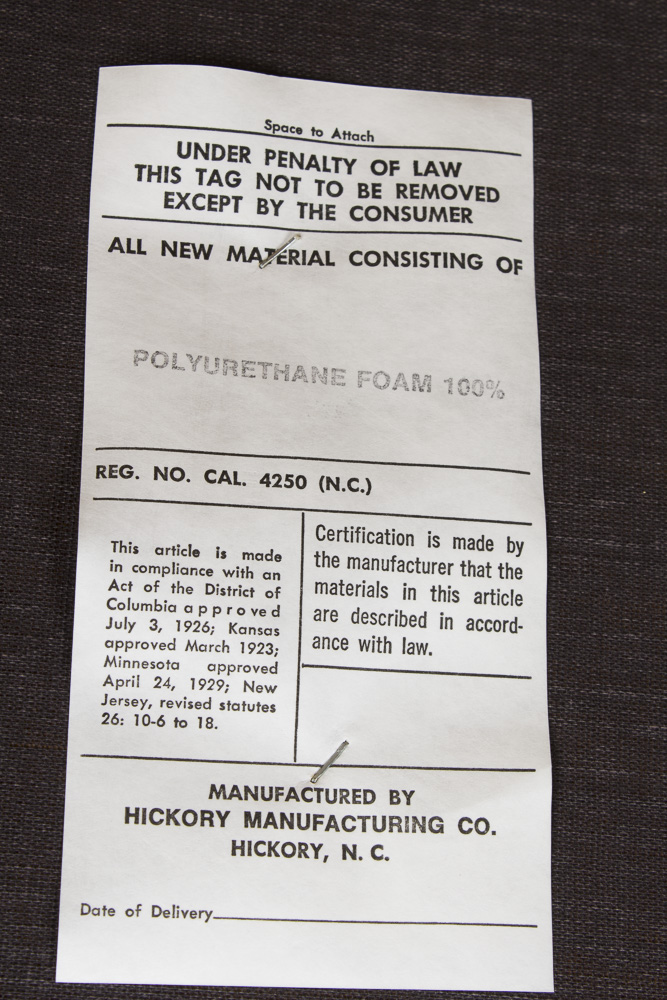 Space to Attach
UNDER PENALTY OF LAW
THIS TAG NOT TO BE REMOVED
EXCEPT BY THE CONSUMER
ALL NEW MATERIAL CONSISTING OF
POLYURETHANE FOAM 100%
REG. NO. CAL. 4250 (N.C.)
This article is made
in compliance with an
Act of the District of
Columbia approved
July 3, 1926; Kansas
approved March 1923;
Minnesota approved
April 24, 1929; New
Jersey, revised statutes
26: 10-6 to 18.
Certification is made by
the manufacturer that the
materials in this article
are described in accord-
ance with law.
MANUFACTURED BY
HICKORY MANUFACTURING CO.
HICKORY, N. C.
Date of Delivery